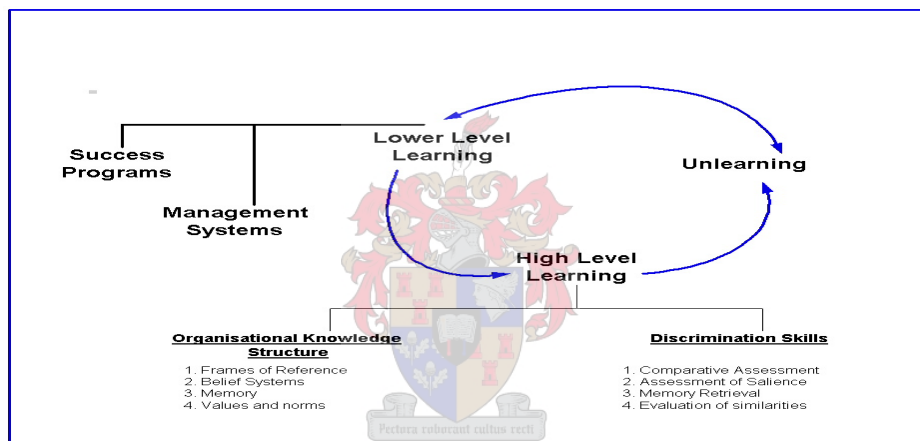 Lower Level
Learning
Success
Programs
Unlearning
Management
Systems
High Level
Learning
Organisational Knowledge
Structure
1. Frames of Reference
2. Belief Systems
3. Memory
4. Values and norms
Discrimination Skills
1. Comparative Assessment
2. Assessment of Salience
3. Memory Retrieval
4. Evaluation of similarities
Pectora roborant cultus recti